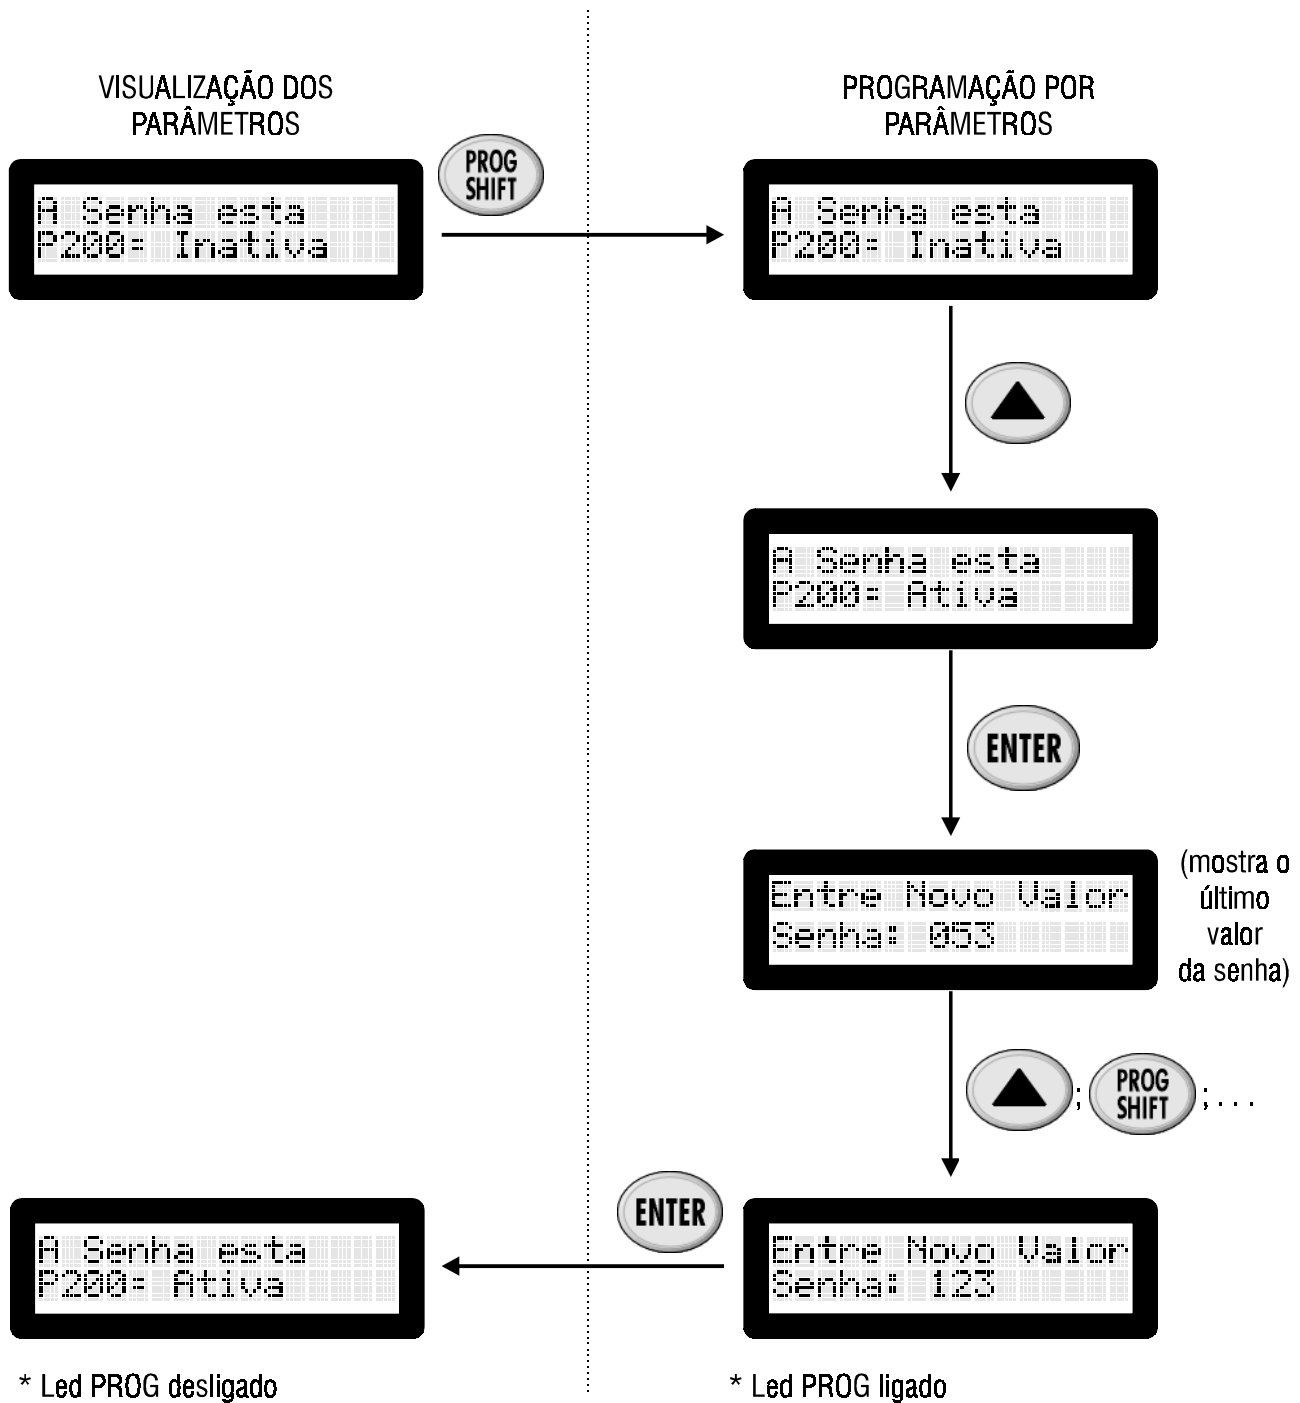 VISUALIZAÇÃO DOS
PARÂMETROS
PROGRAMAÇÃO POR
PARÂMETROS
A Senha esta
P200= Inativa
PROG
SHIFT
A Senha esta
P200= Inativa
A Senha esta
P200= Ativa
ENTER
Entre Novo Valor
Senha: 053
(mostra o
último
valor
da senha)
; PROG
SHIFT ; . . .
Entre Novo Valor
Senha: 123
ENTER
A Senha esta
P200= Ativa
* Led PROG desligado
* Led PROG ligado